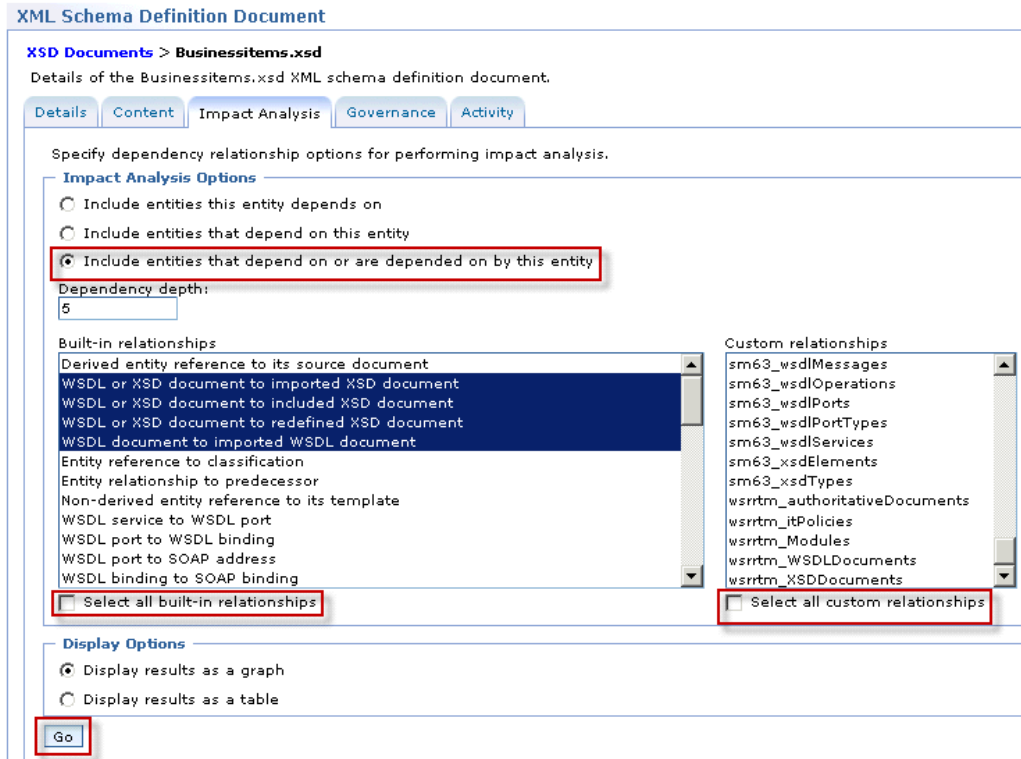 XML Schema Definition Document
XSD Documents > Businessitems.xsd
Details of the Businessitems.xsd XML schema definition document.
Details Content Impact Analysis Governance Activity
Specify dependency relationship options for performing impact analysis.
Impact Analysis Options
Include entities this entity depends on
Include entities that depend on this entity
Include entities that depend on or are depended on by this entity
Dependency depth:
5
Built-in relationships
Derived entity reference to its source document
WSDL or XSD document to imported XSD document
WSDL or XSD document to included XSD document
WSDL or XSD document to redefined XSD document
WSDL document to imported WSDL document
Entity reference to classification
Entity relationship to predecessor
Non-derived entity reference to its template
WSDL service to WSDL port
WSDL port to WSDL binding
WSDL port to SOAP address
WSDL binding to SOAP binding
Select all built-in relationships
Custom relationships
sm63_wsdlMessages
sm63_wsdlOperations
sm63_wsdlPorts
sm63_wsdlPortTypes
sm63_wsdlServices
sm63_xsdElements
sm63_xsdTypes
wsrrtm_authoritativeDocuments
wsrrtm_itPolicies
wsrrtm_Modules
wsrrtm_WSDLDocuments
wsrrtm_XSDDocuments
Select all custom relationships
Display Options
Display results as a graph
Display results as a table
Go